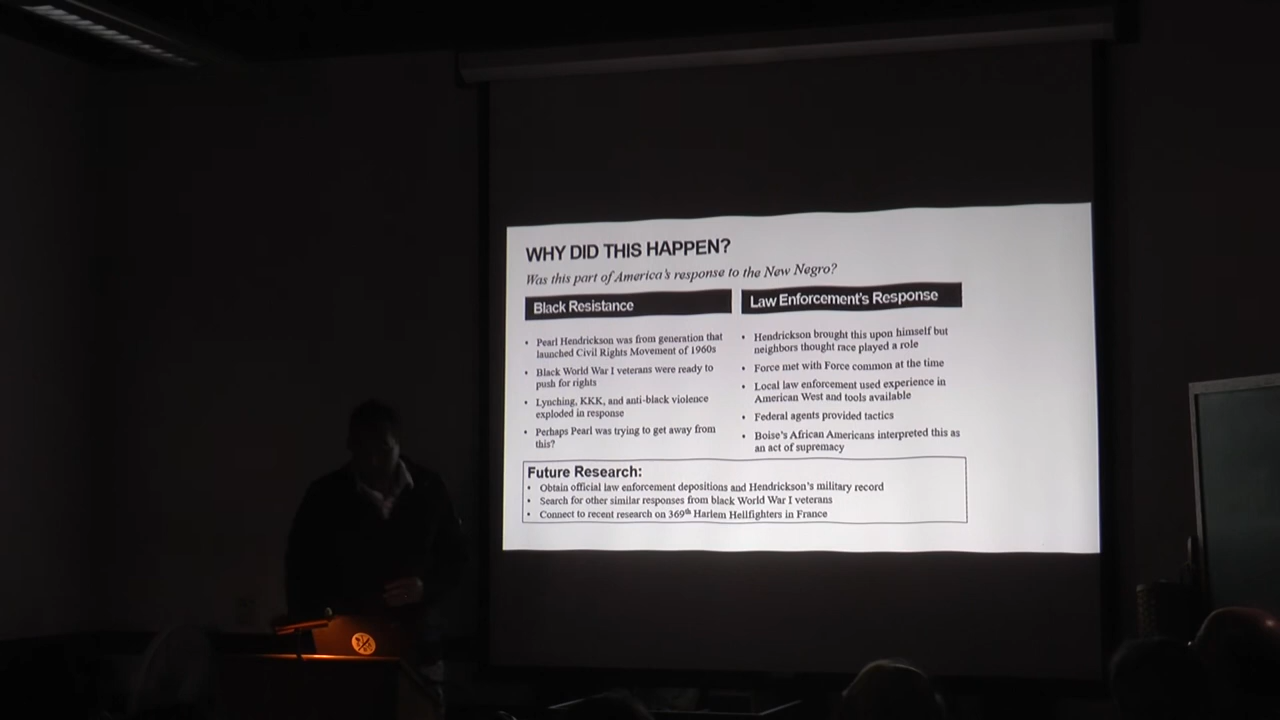 WHY DID THIS HAPPEN?
Was this part of America's response to the New Negro?
Black Resistance
• Pearl Hendrickson was from generation that
launched Civil Rights Movement of 1960s
• Black World War I veterans were ready to
push for rights
• Lynching, KKK, and anti-black violence
exploded in response
• Perhaps Pearl was trying to get away from
this?
Law Enforcement's Response
• Hendrickson brought this upon himself but
neighbors thought race played a role
• Force met with Force common at the time
• Local law enforcement used experience in
American West and tools available
• Federal agents provided tactics
• Boise's African Americans interpreted this as
an act of supremacy
Future Research:
• Obtain official law enforcement depositions and Hendrickson's military record
• Search for other similar responses from black World War I veterans
• Connect to recent research on 369th Harlem Hellfighters in France